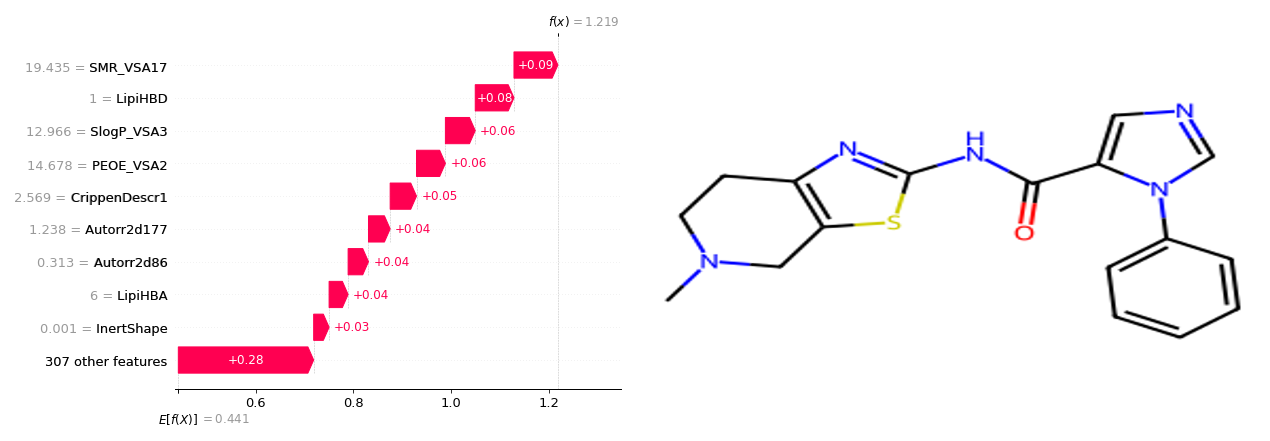 f(x) = 1.219
19.435 = SMR_VSA17
+0.09
1 = LipiHBD
+0.08
12.966 = SlogP_VSA3
+0.06
14.678 = PEOE_VSA2
+0.06
2.569 = CrippenDescr1
+0.05
1.238 = Autorr2d177
+0.04
0.313 = Autorr2d86
+0.04
6 = LipiHBA
+0.04
0.001 = InertShape
+0.03
307 other features
+0.28
0.6 0.8 1.0 1.2
E[f(X)] = 0.441
N
H
N
N
N
S
O
N